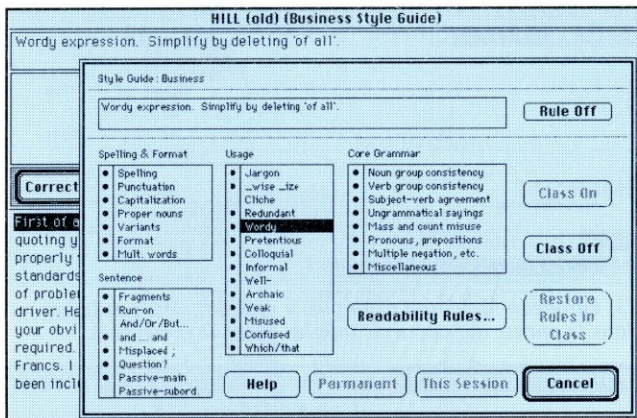 HILL (old) (Business Style Guide)
Wordy expression. Simplify by deleting 'of all'.
Style Guide: Business
Wordy expression. Simplify by deleting 'of all'.
Rule Off
Spelling & Format
Spelling
Punctuation
Capitalization
Proper nouns
Variants
Format
Mult. words
Sentence
Fragments
Run-on
And/Or/But...
and ... and
Misplaced ;
Question?
Passive-main
Passive-subord.
Usage
Jargon
_wise _ize
Cliche
Redundant
Wordy
Pretentious
Colloquial
Informal
Well-
Archaic
Weak
Misused
Confused
Which/that
Core Grammar
Noun group consistency
Verb group consistency
Subject-verb agreement
Ungrammatical sayings
Mass and count misuse
Pronouns, prepositions
Multiple negation, etc.
Miscellaneous
Class On
Class Off
Readability Rules...
Restore
Rules in
Class
Help
Permanent
This Session
Cancel
Correct
First of a
quoting y
properly
standards
of proble
driver. He
your obvi
required.
Francs. I
been incl